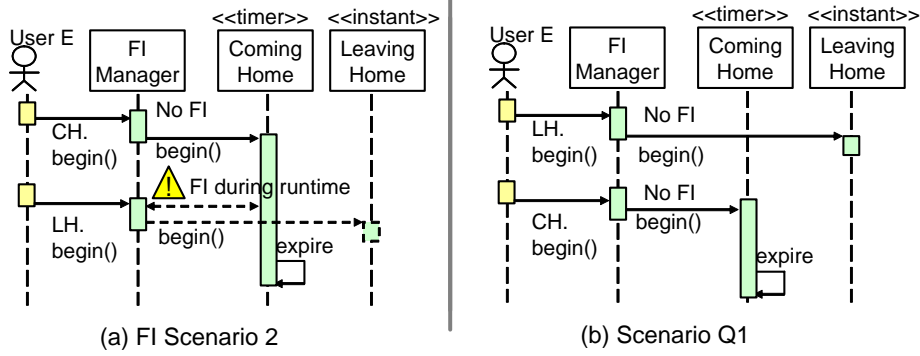 <<timer>> <<instant>>
User E
FI Manager
Coming Home
Leaving Home
No FI
CH. begin()
begin()
FI during runtime
LH. begin()
begin()
expire
(a) FI Scenario 2
<<timer>> <<instant>>
User E
FI Manager
Coming Home
Leaving Home
No FI
LH. begin()
begin()
No FI
CH. begin()
begin()
expire
(b) Scenario Q1